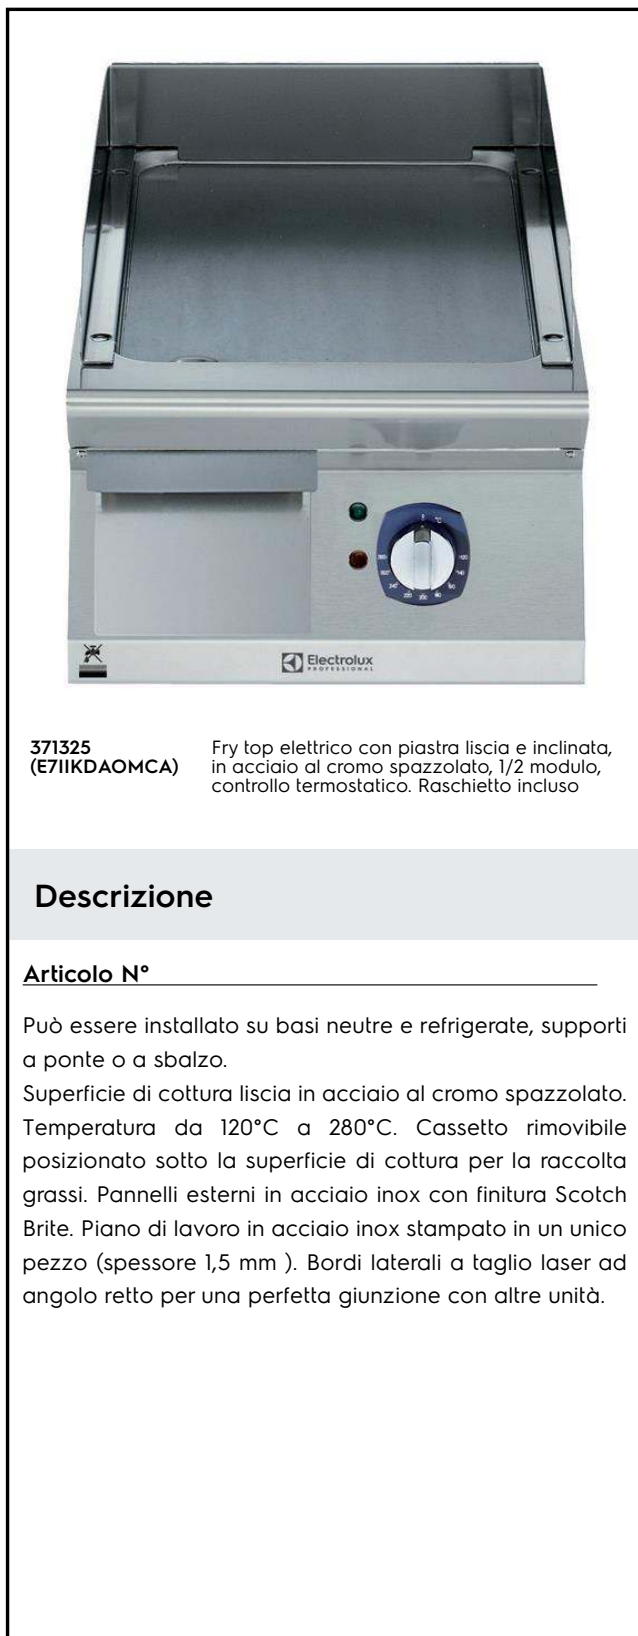 Electrolux
PROFESSIONAL
371325
(E7IIKDAOMCA)
Fry top elettrico con piastra liscia e inclinata,
in acciaio al cromo spazzolato, 1/2 modulo,
controllo termostatico. Raschietto incluso
Descrizione
Articolo N°
Può essere installato su basi neutre e refrigerate, supporti
a ponte o a sbalzo.
Superficie di cottura liscia in acciaio al cromo spazzolato.
Temperatura da 120°C a 280°C. Cassetto rimovibile
posizionato sotto la superficie di cottura per la raccolta
grassi. Pannelli esterni in acciaio inox con finitura Scotch
Brite. Piano di lavoro in acciaio inox stampato in un unico
pezzo (spessore 1,5 mm ). Bordi laterali a taglio laser ad
angolo retto per una perfetta giunzione con altre unità.